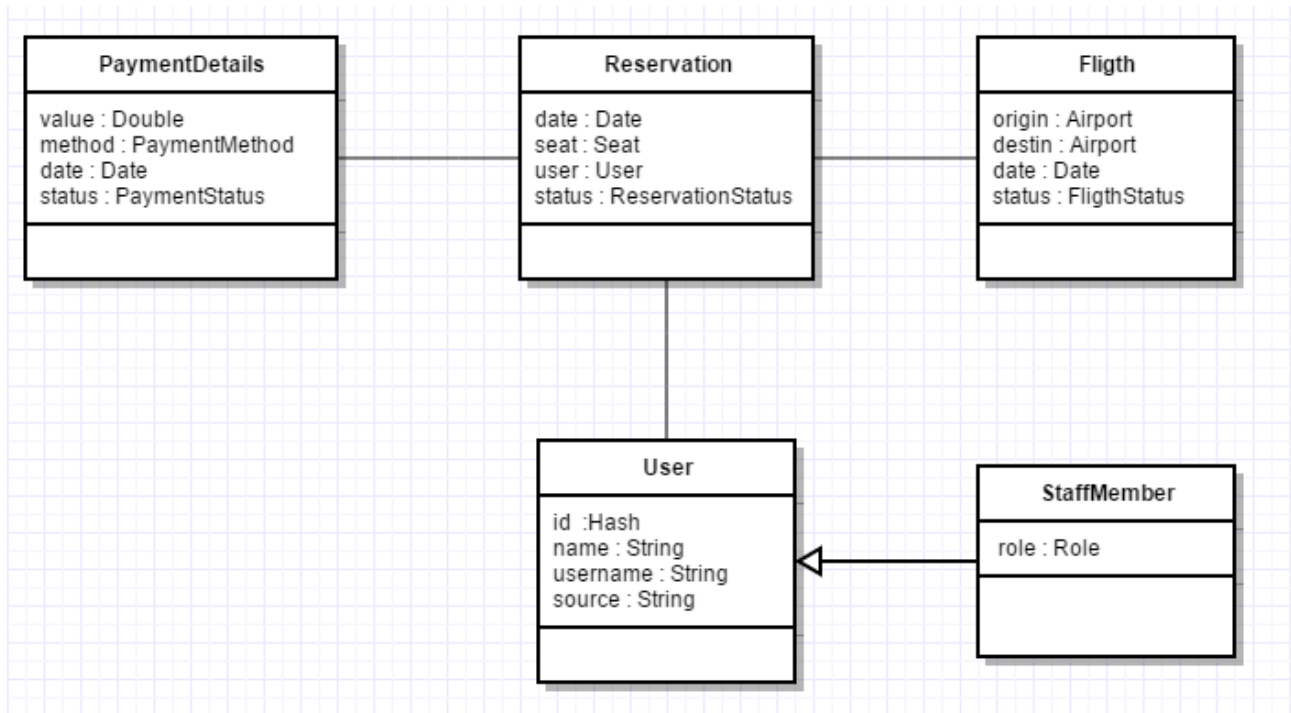 PaymentDetails
value : Double
method : PaymentMethod
date : Date
status : PaymentStatus
Reservation
date : Date
seat : Seat
user : User
status : ReservationStatus
Fligth
origin : Airport
destin : Airport
date : Date
status : FligthStatus
User
id  :Hash
name : String
username : String
source : String
StaffMember
role : Role